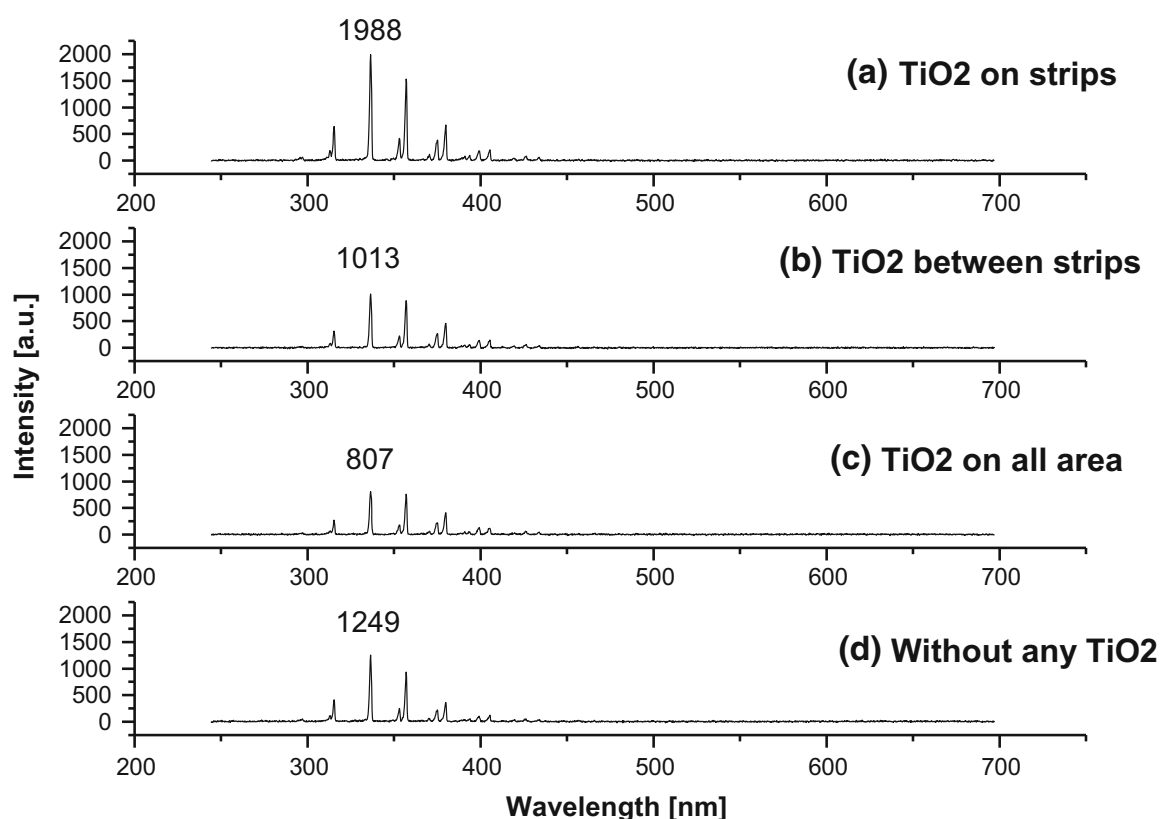 1988
(a) TiO2 on strips
2000
1500
1000
500
0
200 300 400 500 600 700
1013
(b) TiO2 between strips
2000
1500
1000
500
0
200 300 400 500 600 700
Intensity [a.u.]
807
(c) TiO2 on all area
2000
1500
1000
500
0
200 300 400 500 600 700
1249
(d) Without any TiO2
2000
1500
1000
500
0
200 300 400 500 600 700
Wavelength [nm]